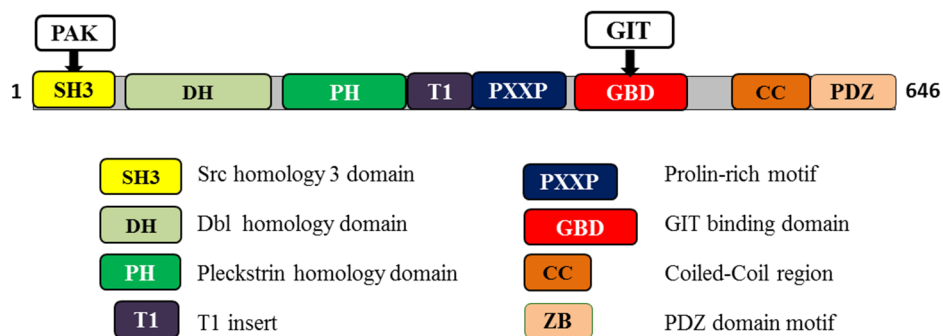 PAK
GIT
1 SH3 DH PH T1 PXXP GBD CC PDZ 646
SH3 Src homology 3 domain
DH Dbl homology domain
PH Pleckstrin homology domain
T1 T1 insert
PXXP Prolin-rich motif
GBD GIT binding domain
CC Coiled-Coil region
ZB PDZ domain motif